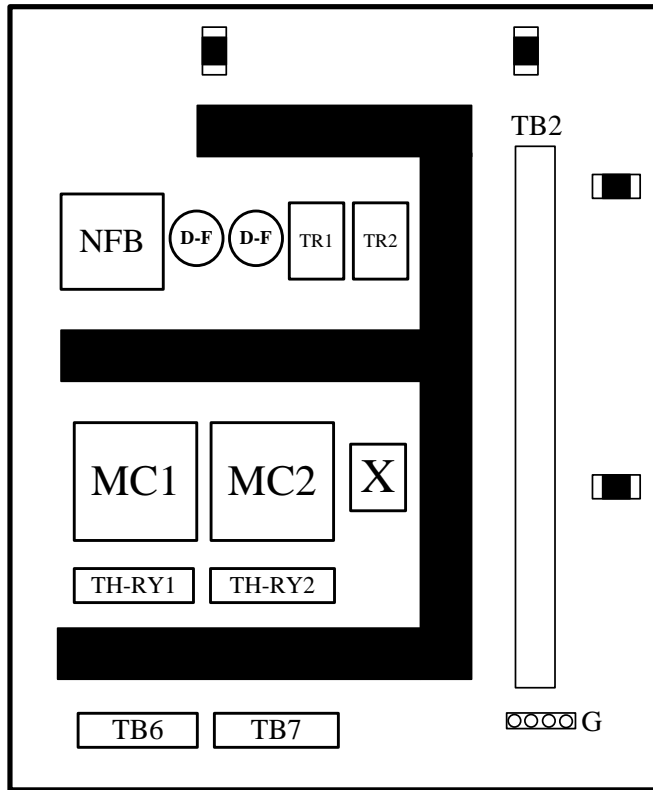 TB2
NFB D-F D-F TR1 TR2
MC1 MC2 X
TH-RY1 TH-RY2
TB6 TB7 G